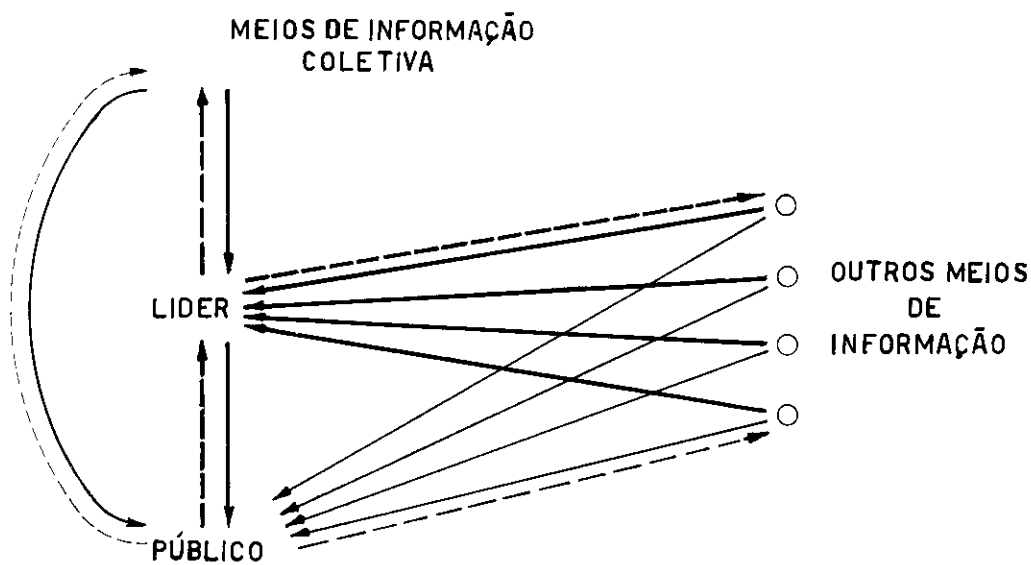 MEIOS DE INFORMAÇÃO
COLETIVA
LIDER
OUTROS MEIOS
DE
INFORMAÇÃO
PÚBLICO